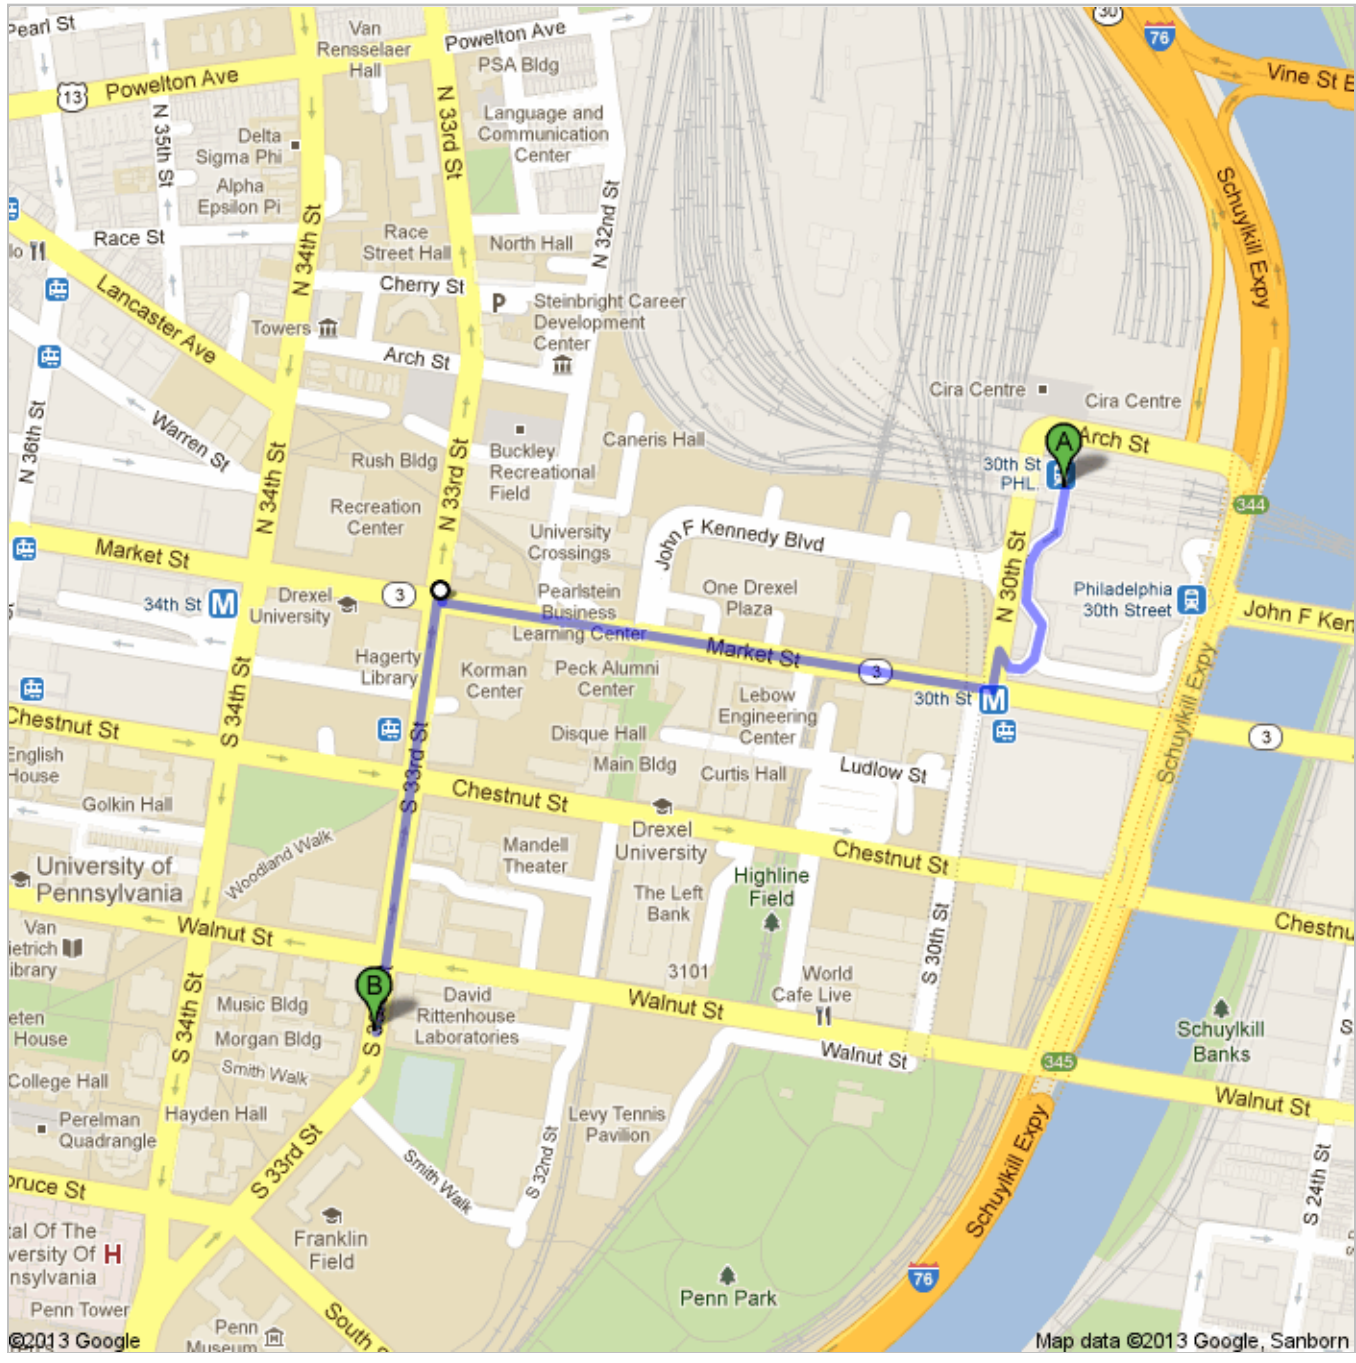 Pearl St
Van
Rensselaer
Hall
Powelton Ave
30
76
PSA Bldg
Vine St E
Powelton Ave
13
N 33rd St
N 35th St
Language and
Communication
Center
Delta
Sigma Phi
Alpha
Epsilon Pi
Schuylkill Expy
N 34th St
N 32nd St
Race St
Race
Street Hall
North Hall
lo
Cherry St
P
Lancaster Ave
Steinbright Career
Development
Center
Towers
Arch St
Cira Centre
Cira Centre
Warren St
N 36th St
N 34th St
N 33rd St
Buckley
Recreational
Field
Caneris Hall
A
Arch St
30th St
PHL
Rush Bldg
Recreation
Center
344
University
Crossings
John F Kennedy Blvd
Market St
N 30th St
One Drexel
Plaza
Philadelphia
30th Street
34th St
M
Drexel
University
3
Pearlstein
Business
Learning Center
John F Ken
Market St
3
Hagerty
Library
Korman
Center
Peck Alumni
Center
30th St
M
Lebow
Engineering
Center
S 34th St
S 33rd St
Schuylkill Expy
3
Chestnut St
English
House
Disque Hall
Main Bldg
Curtis Hall
Ludlow St
Golkin Hall
Chestnut St
Drexel
University
Mandell
Theater
Chestnut St
University of
Pennsylvania
Woodland Walk
The Left
Bank
Highline
Field
Chestnu
Walnut St
Van
ietrich
ibrary
S 30th St
3101
World
Cafe Live
B
Music Bldg
David
Rittenhouse
Laboratories
Walnut St
S 34th St
eten
House
Morgan Bldg
S
Schuylkill
Banks
S
Walnut St
Smith Walk
College Hall
345
Walnut St
Hayden Hall
Perelman
Quadrangle
Levy Tennis
Pavilion
S 33rd St
Smith Walk
S 32nd St
Schuylkill Expy
S 24th St
pruce St
Franklin
Field
tal Of The
versity Of
nnsylvania
H
76
Penn Park
Penn Tower
Penn
Museum
South
©2013 Google
Map data ©2013 Google, Sanborn